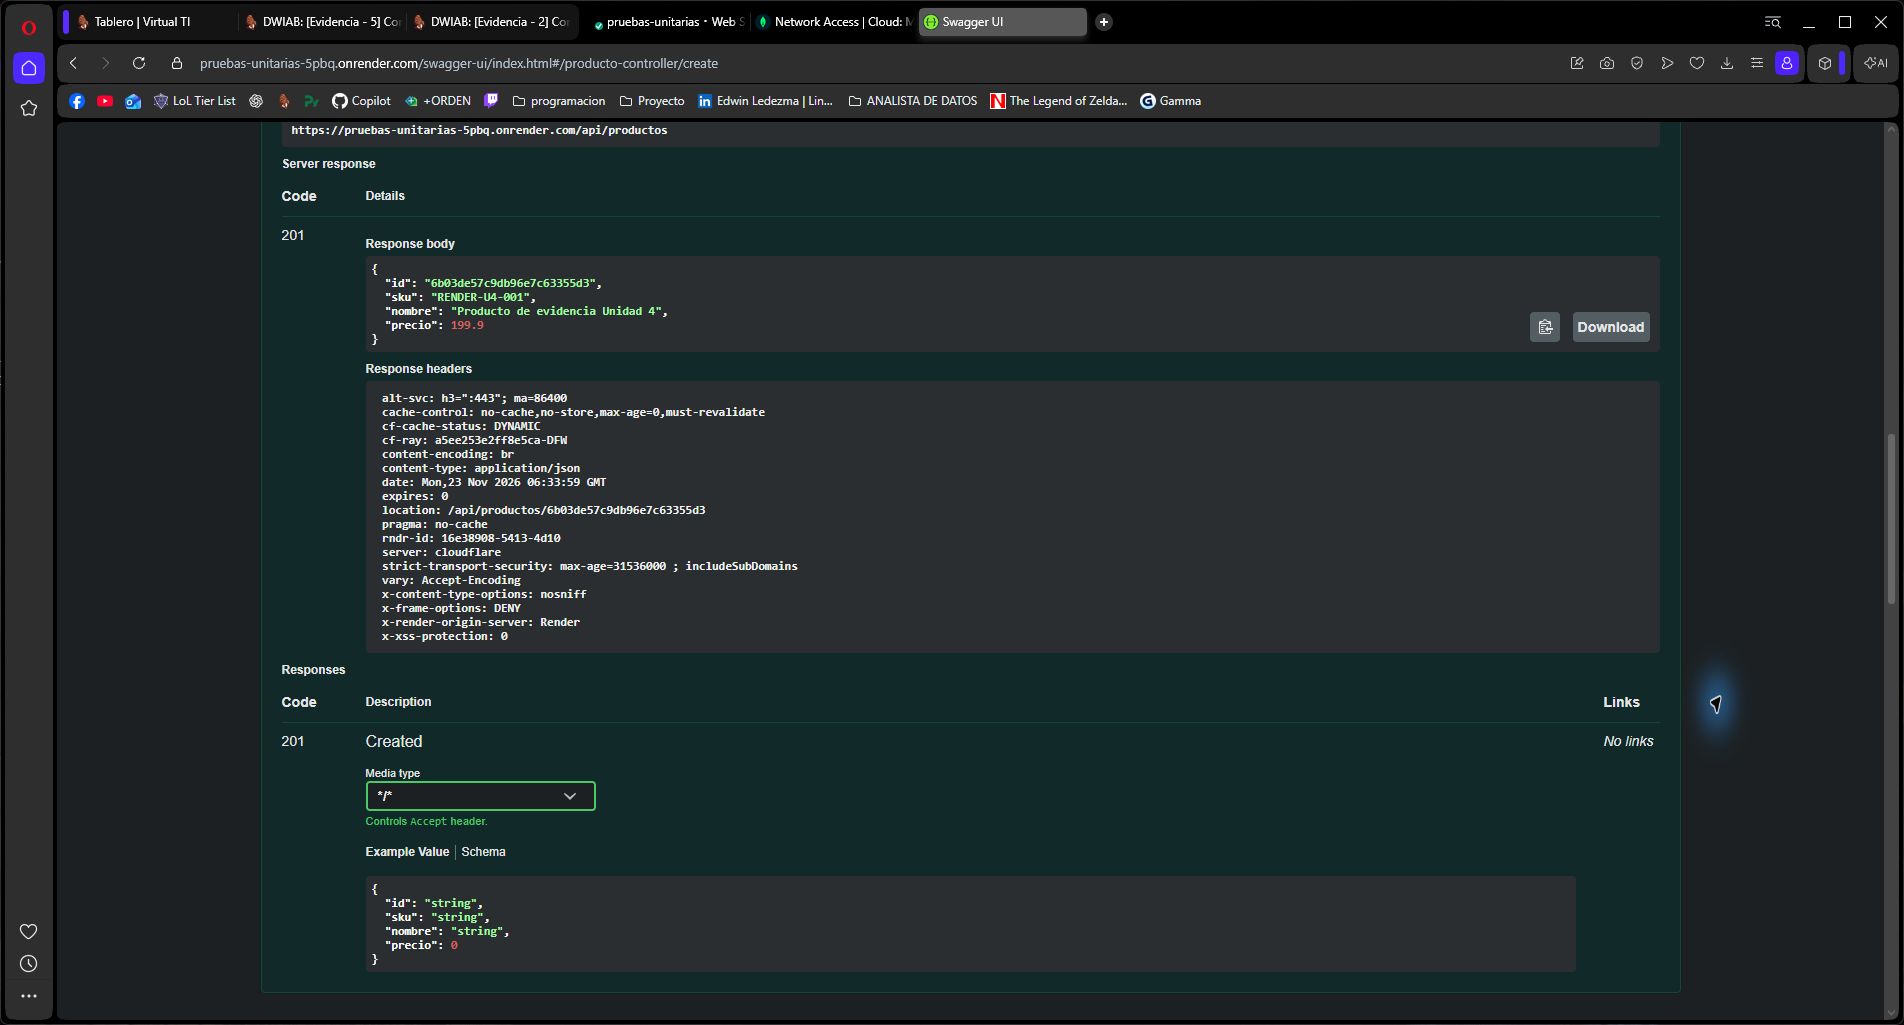 Tablero | Virtual TI
DWIAB: [Evidencia - 5] Co
DWIAB: [Evidencia - 2] Co
pruebas-unitarias · Web S
Network Access | Cloud: M
Swagger UI
pruebas-unitarias-5pbq.onrender.com/swagger-ui/index.html#/producto-controller/create
AI
LoL Tier List
Copilot
+ORDEN
programacion
Proyecto
Edwin Ledezma | Lin...
ANALISTA DE DATOS
The Legend of Zelda...
Gamma
https://pruebas-unitarias-5pbq.onrender.com/api/productos
Server response
Code Details
201
Response body
{
"id": "6b03de57c9db96e7c63355d3",
"sku": "RENDER-U4-001",
"nombre": "Producto de evidencia Unidad 4",
"precio": 199.9
}
Download
Response headers
alt-svc: h3=":443"; ma=86400
cache-control: no-cache,no-store,max-age=0,must-revalidate
cf-cache-status: DYNAMIC
cf-ray: a5ee253e2ff8e5ca-DFW
content-encoding: br
content-type: application/json
date: Mon,23 Nov 2026 06:33:59 GMT
expires: 0
location: /api/productos/6b03de57c9db96e7c63355d3
pragma: no-cache
rndr-id: 16e38908-5413-4d10
server: cloudflare
strict-transport-security: max-age=31536000 ; includeSubDomains
vary: Accept-Encoding
x-content-type-options: nosniff
x-frame-options: DENY
x-render-origin-server: Render
x-xss-protection: 0
Responses
Code Description Links
201 Created No links
Media type
*/*
Controls Accept header.
Example Value | Schema
{
"id": "string",
"sku": "string",
"nombre": "string",
"precio": 0
}